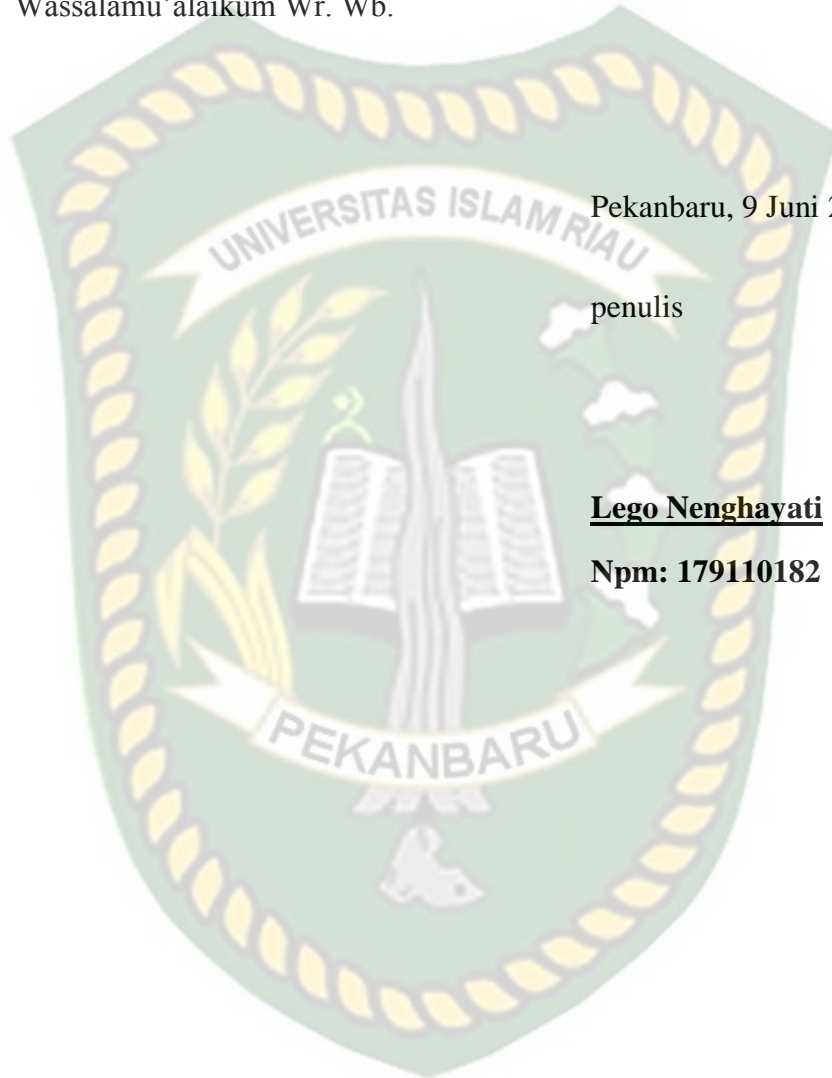 Wassalamu’alaikum Wr. Wb.
UNIVERSITAS ISLAM RIAU
Pekanbaru, 9 Juni
penulis
Lego Nenghayati
Npm: 179110182
PEKANBARU